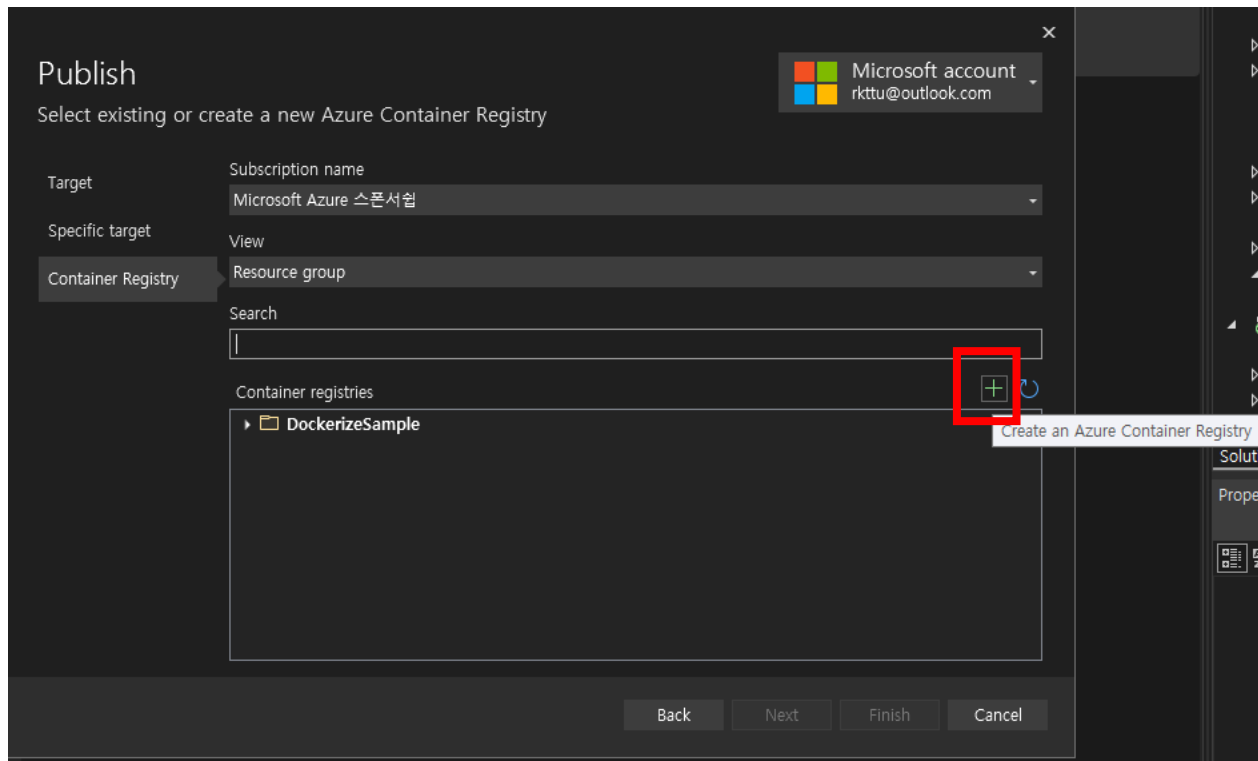 Publish
Select existing or create a new Azure Container Registry
Microsoft account
rkttu@outlook.com
Target
Specific target
Container Registry
Subscription name
Microsoft Azure 스폰서쉽
View
Resource group
Search
Container registries
DockerizeSample
Create an Azure Container Registry
Back
Next
Finish
Cancel
Solut
Prope